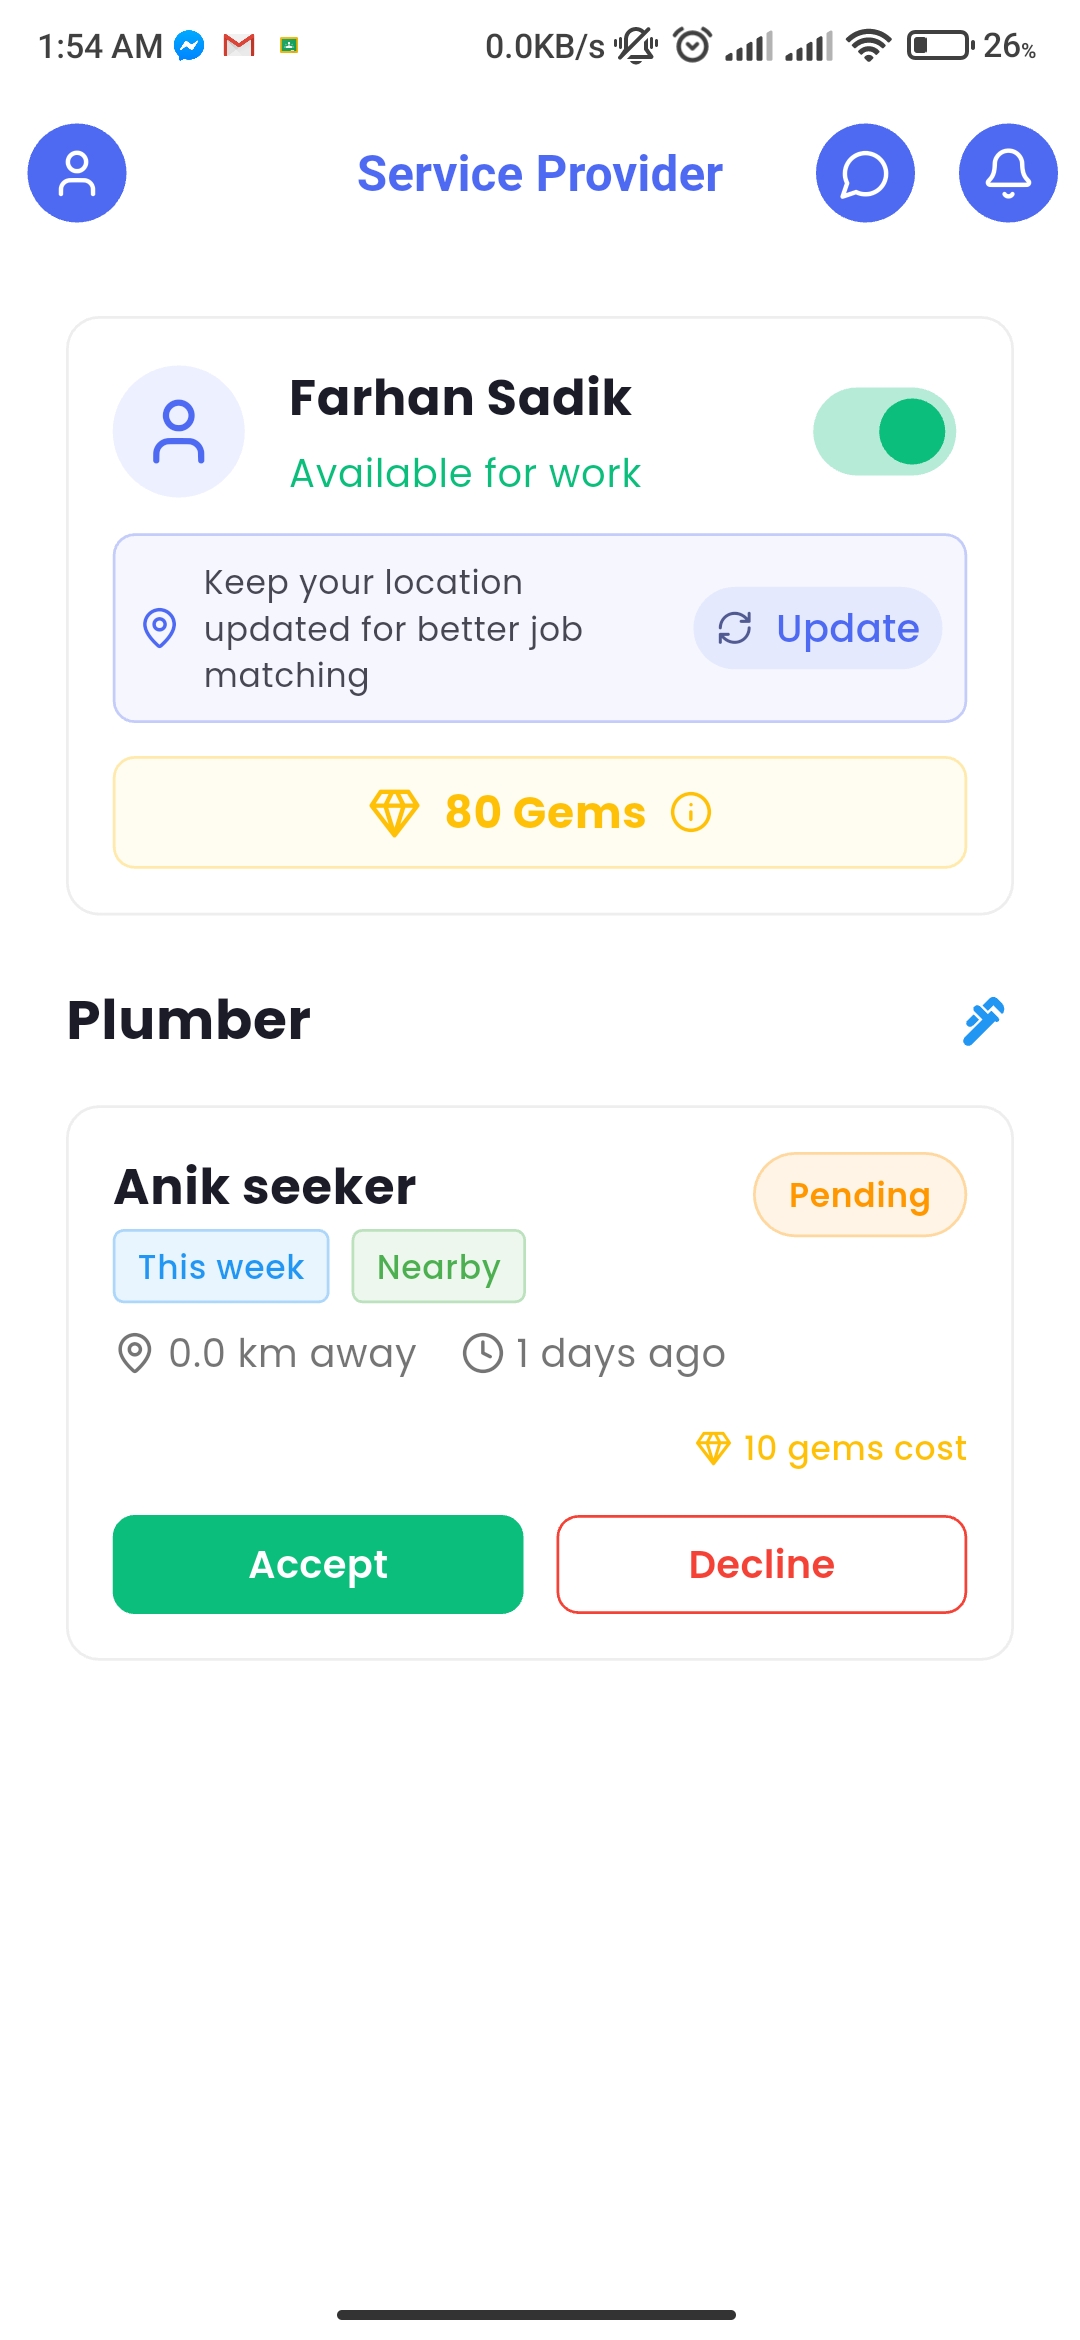 1:54 AM
0.0KB/s
26%
Service Provider
Farhan Sadik
Available for work
Keep your location
updated for better job
matching
Update
80 Gems
Plumber
Anik seeker
Pending
This week
Nearby
0.0 km away
1 days ago
10 gems cost
Accept
Decline